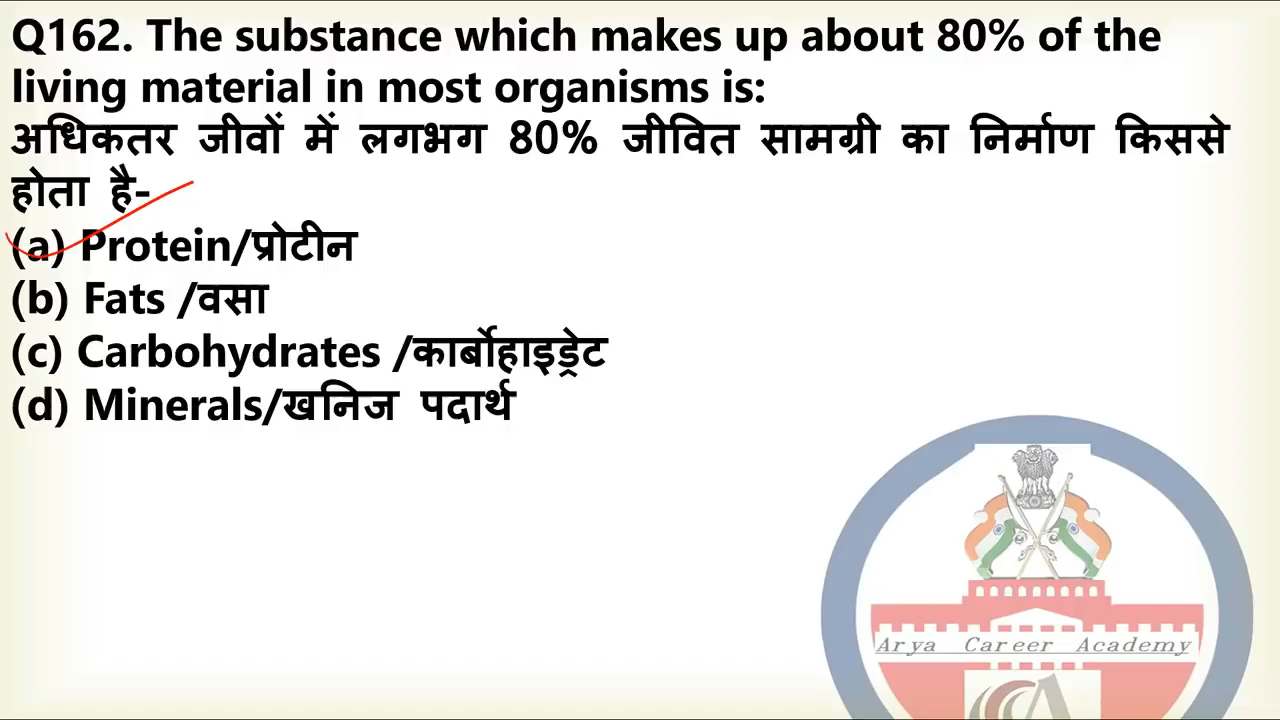 Q162. The substance which makes up about 80% of the
living material in most organisms is:
अधिकतर जीवों में लगभग 80% जीवित सामग्री का निर्माण किससे
होता है-
(a) Protein/प्रोटीन
(b) Fats /वसा
(c) Carbohydrates /कार्बोहाइड्रेट
(d) Minerals/खनिज पदार्थ
Arya Career Academy